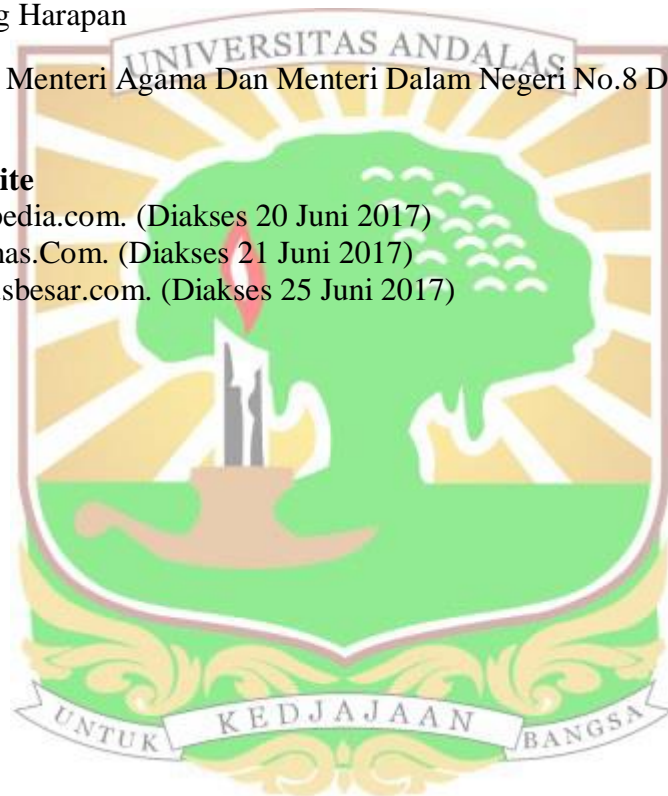 g Harapan
UNIVERSITAS ANDALAS
Menteri Agama Dan Menteri Dalam Negeri No.8 D
ite
pedia.com. (Diakses 20 Juni 2017)
nas.Com. (Diakses 21 Juni 2017)
sbesar.com. (Diakses 25 Juni 2017)
UNTUK KEDJAJAAN BANGSA